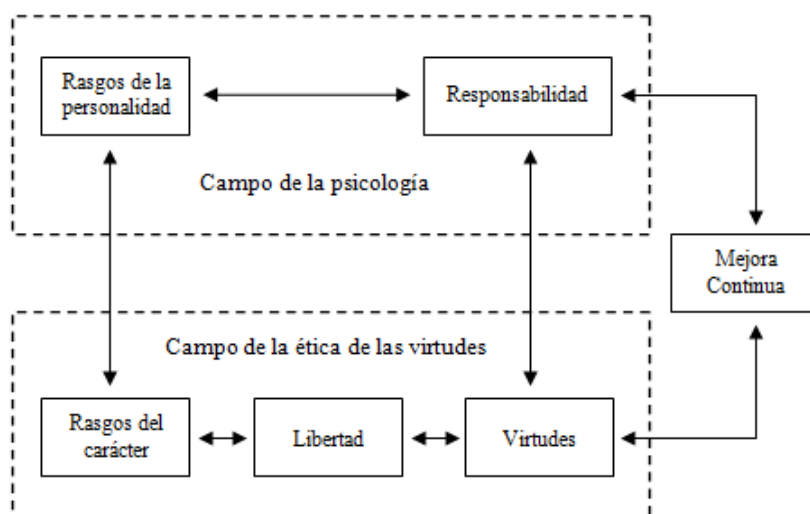 Rasgos de la
personalidad
Responsabilidad
Campo de la psicología
Mejora
Continua
Campo de la ética de las virtudes
Rasgos del
carácter
Libertad
Virtudes